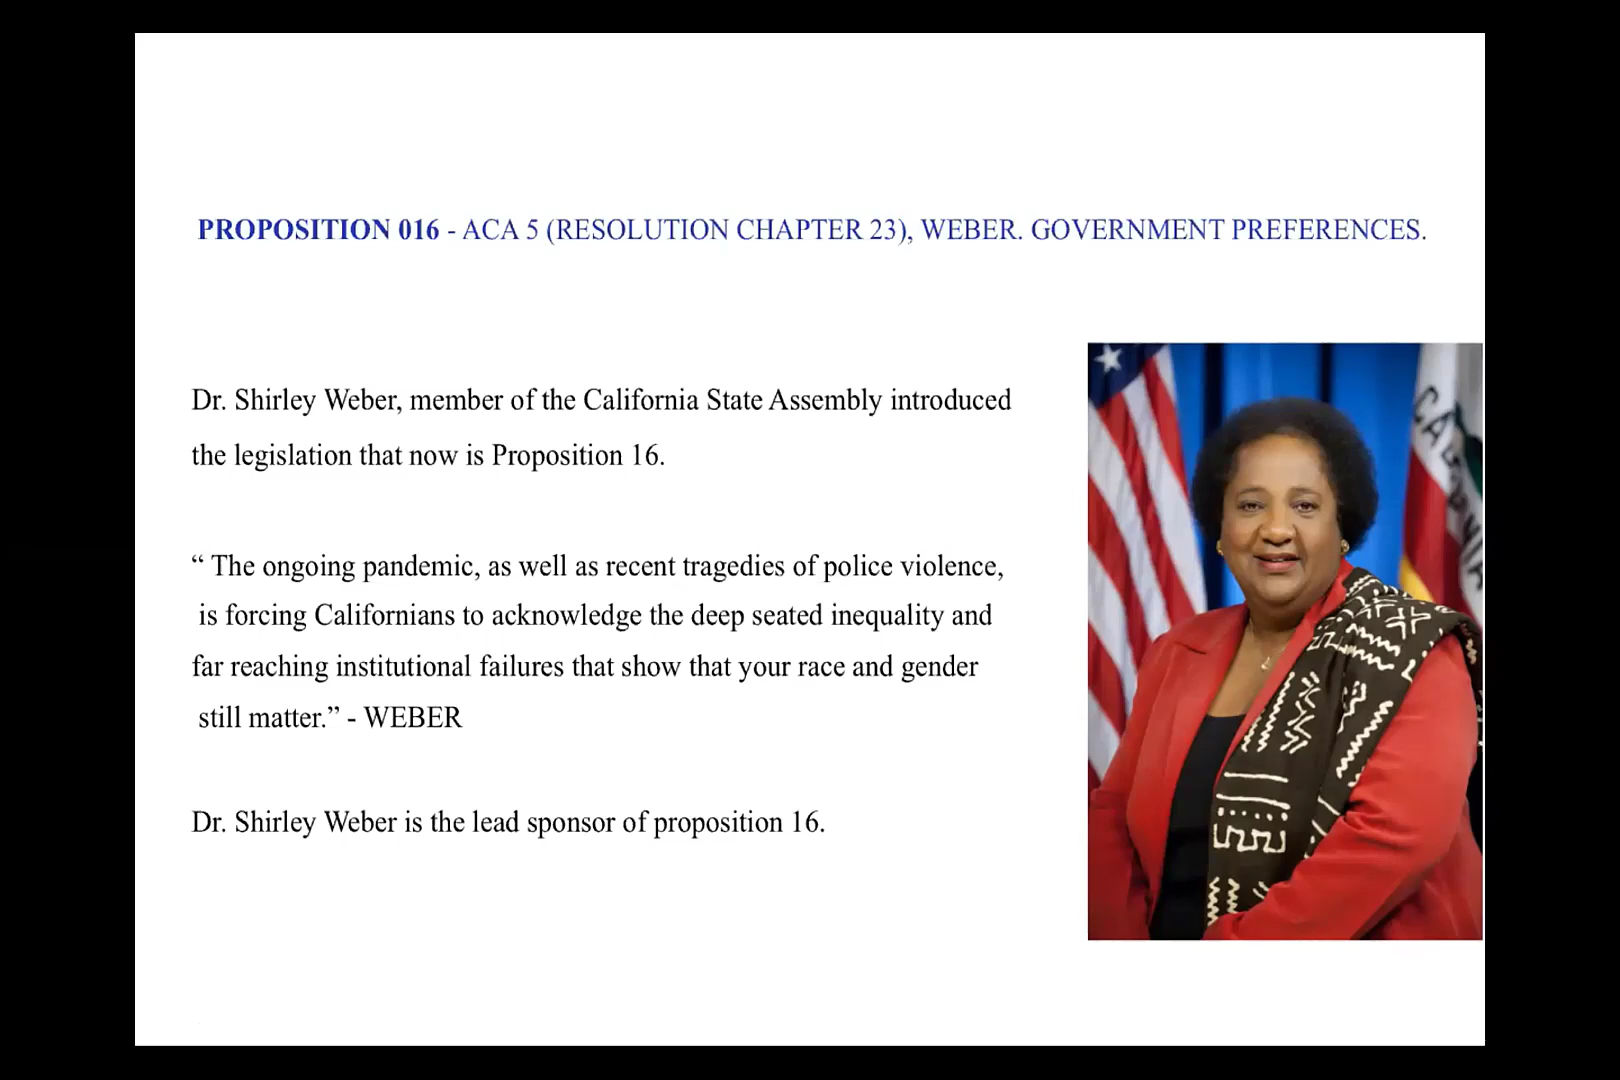 PROPOSITION 016 - ACA 5 (RESOLUTION CHAPTER 23), WEBER. GOVERNMENT PREFERENCES.
Dr. Shirley Weber, member of the California State Assembly introduced
the legislation that now is Proposition 16.
“ The ongoing pandemic, as well as recent tragedies of police violence,
is forcing Californians to acknowledge the deep seated inequality and
far reaching institutional failures that show that your race and gender
still matter.” - WEBER
Dr. Shirley Weber is the lead sponsor of proposition 16.